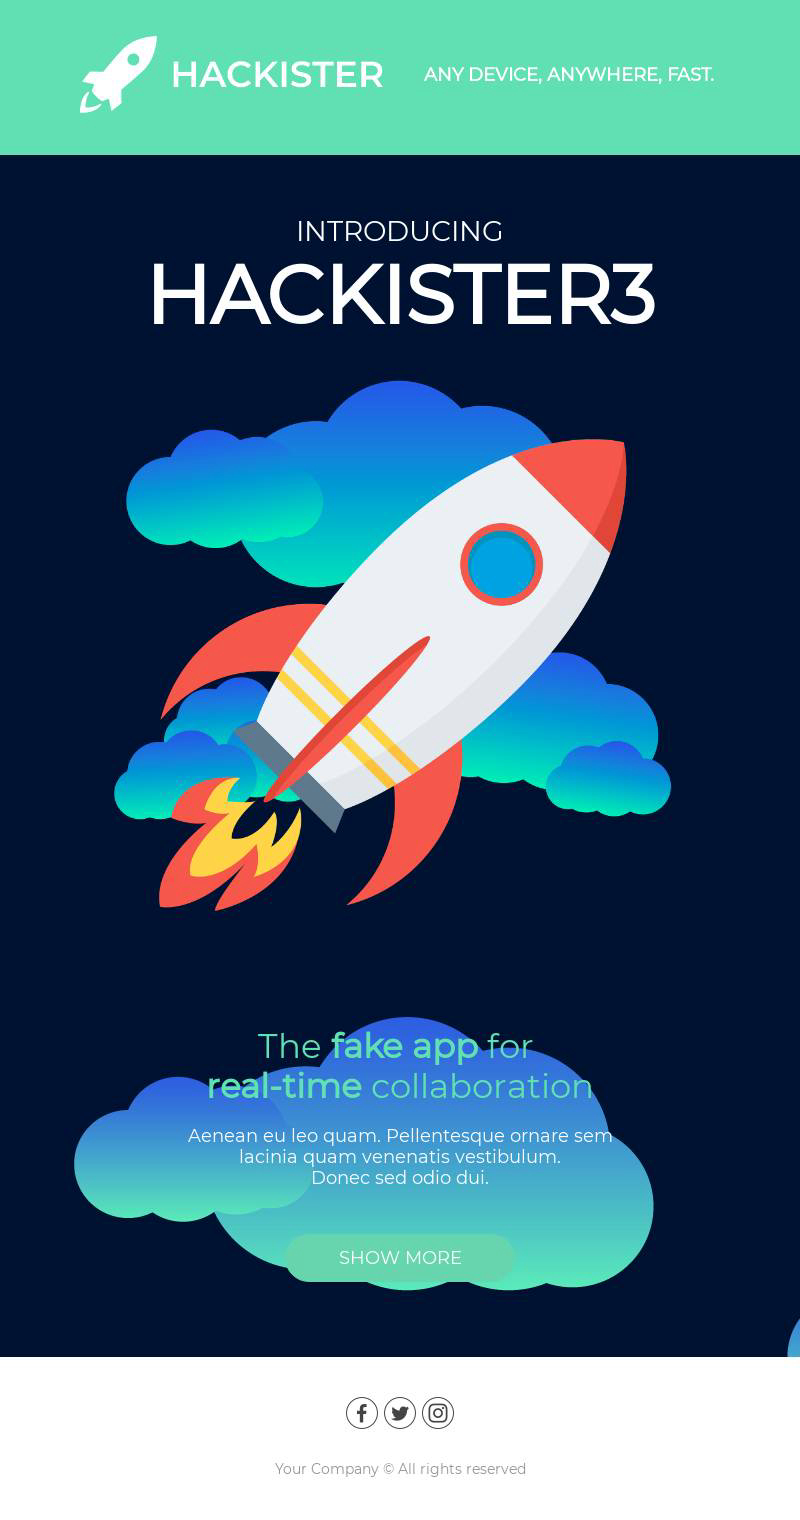 HACKISTER
ANY DEVICE, ANYWHERE, FAST.
INTRODUCING
HACKISTER3
The fake app for
real-time collaboration
Aenean eu leo quam. Pellentesque ornare sem
lacinia quam venenatis vestibulum.
Donec sed odio dui.
SHOW MORE
Your Company © All rights reserved